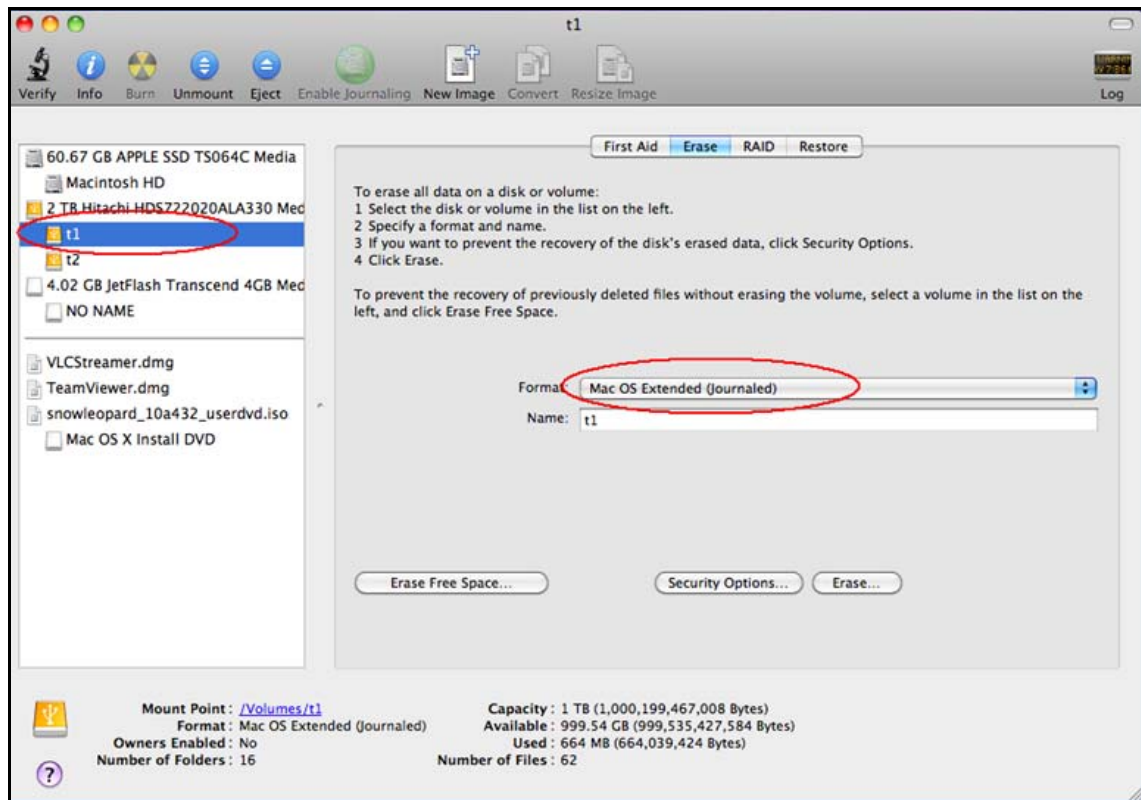 t1
Verify Info Burn Unmount Eject Enable Journaling New Image Convert Resize Image Log
60.67 GB APPLE SSD TS064C Media
Macintosh HD
2 TB Hitachi HDS722020ALA330 Med
t1
t2
4.02 GB JetFlash Transcend 4GB Med
NO NAME
VLCStreamer.dmg
TeamViewer.dmg
snowleopard_10a432_userdvd.iso
Mac OS X Install DVD
First Aid Erase RAID Restore
To erase all data on a disk or volume:
1 Select the disk or volume in the list on the left.
2 Specify a format and name.
3 If you want to prevent the recovery of the disk's erased data, click Security Options.
4 Click Erase.
To prevent the recovery of previously deleted files without erasing the volume, select a volume in the list on the
left, and click Erase Free Space.
Format: Mac OS Extended (Journaled)
Name: t1
Erase Free Space... Security Options... Erase...
Mount Point : /Volumes/t1
Format : Mac OS Extended (Journaled)
Owners Enabled : No
Number of Folders : 16
Capacity : 1 TB (1,000,199,467,008 Bytes)
Available : 999.54 GB (999,535,427,584 Bytes)
Used : 664 MB (664,039,424 Bytes)
Number of Files : 62
?